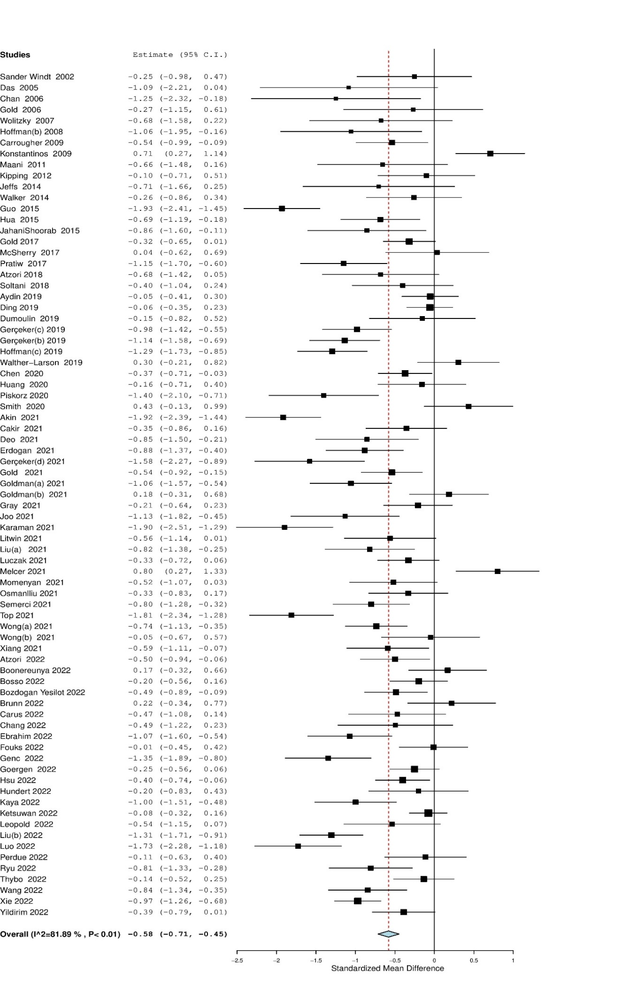 Studies Estimate (95% C.I.)
Sander Windt 2002 −0.25 (−0.98, 0.47)
Das 2005 −1.09 (−2.21, 0.04)
Chan 2006 −1.25 (−2.32, −0.18)
Gold 2006 −0.27 (−1.15, 0.61)
Wolitzky 2007 −0.68 (−1.58, 0.22)
Hoffman(b) 2008 −1.06 (−1.95, −0.16)
Carrougher 2009 −0.54 (−0.99, −0.09)
Konstantinos 2009 0.71 (0.27, 1.14)
Maani 2011 −0.66 (−1.48, 0.16)
Kipping 2012 −0.10 (−0.71, 0.51)
Jeffs 2014 −0.71 (−1.66, 0.25)
Walker 2014 −0.26 (−0.86, 0.34)
Guo 2015 −1.93 (−2.41, −1.45)
Hua 2015 −0.69 (−1.19, −0.18)
JahaniShoorab 2015 −0.86 (−1.60, −0.11)
Gold 2017 −0.32 (−0.65, 0.01)
McSherry 2017 0.04 (−0.62, 0.69)
Pratiw 2017 −1.15 (−1.70, −0.60)
Atzori 2018 −0.68 (−1.42, 0.05)
Soltani 2018 −0.40 (−1.04, 0.24)
Aydin 2019 −0.05 (−0.41, 0.30)
Ding 2019 −0.06 (−0.35, 0.23)
Dumoulin 2019 −0.15 (−0.82, 0.52)
Gerçeker(c) 2019 −0.98 (−1.42, −0.55)
Gerçeker(b) 2019 −1.14 (−1.58, −0.69)
Hoffman(c) 2019 −1.29 (−1.73, −0.85)
Walther−Larson 2019 0.30 (−0.21, 0.82)
Chen 2020 −0.37 (−0.71, −0.03)
Huang 2020 −0.16 (−0.71, 0.40)
Piskorz 2020 −1.40 (−2.10, −0.71)
Smith 2020 0.43 (−0.13, 0.99)
Akin 2021 −1.92 (−2.39, −1.44)
Cakir 2021 −0.35 (−0.86, 0.16)
Deo 2021 −0.85 (−1.50, −0.21)
Erdogan 2021 −0.88 (−1.37, −0.40)
Gerçeker(d) 2021 −1.58 (−2.27, −0.89)
Gold 2021 −0.54 (−0.92, −0.15)
Goldman(a) 2021 −1.06 (−1.57, −0.54)
Goldman(b) 2021 0.18 (−0.31, 0.68)
Gray 2021 −0.21 (−0.64, 0.23)
Joo 2021 −1.13 (−1.82, −0.45)
Karaman 2021 −1.90 (−2.51, −1.29)
Litwin 2021 −0.56 (−1.14, 0.01)
Liu(a) 2021 −0.82 (−1.38, −0.25)
Luczak 2021 −0.33 (−0.72, 0.06)
Melcer 2021 0.80 (0.27, 1.33)
Momenyan 2021 −0.52 (−1.07, 0.03)
Osmanlliu 2021 −0.33 (−0.83, 0.17)
Semerci 2021 −0.80 (−1.28, −0.32)
Top 2021 −1.81 (−2.34, −1.28)
Wong(a) 2021 −0.74 (−1.13, −0.35)
Wong(b) 2021 −0.05 (−0.67, 0.57)
Xiang 2021 −0.59 (−1.11, −0.07)
Atzori 2022 −0.50 (−0.94, −0.06)
Boonereunya 2022 0.17 (−0.32, 0.66)
Bosso 2022 −0.20 (−0.56, 0.16)
Bozdogan Yesilot 2022 −0.49 (−0.89, −0.09)
Brunn 2022 0.22 (−0.34, 0.77)
Carus 2022 −0.47 (−1.08, 0.14)
Chang 2022 −0.49 (−1.22, 0.23)
Ebrahim 2022 −1.07 (−1.60, −0.54)
Fouks 2022 −0.01 (−0.45, 0.42)
Genc 2022 −1.35 (−1.89, −0.80)
Goergen 2022 −0.25 (−0.56, 0.06)
Hsu 2022 −0.40 (−0.74, −0.06)
Hundert 2022 −0.20 (−0.83, 0.43)
Kaya 2022 −1.00 (−1.51, −0.48)
Ketsuwan 2022 −0.08 (−0.32, 0.16)
Leopold 2022 −0.54 (−1.15, 0.07)
Liu(b) 2022 −1.31 (−1.71, −0.91)
Luo 2022 −1.73 (−2.28, −1.18)
Perdue 2022 −0.11 (−0.63, 0.40)
Ryu 2022 −0.81 (−1.33, −0.28)
Thybo 2022 −0.14 (−0.52, 0.25)
Wang 2022 −0.84 (−1.34, −0.35)
Xie 2022 −0.97 (−1.26, −0.68)
Yildirim 2022 −0.39 (−0.79, 0.01)
Overall (I^2=81.89 % , P< 0.01) −0.58 (−0.71, −0.45)
−2.5 −2 −1.5 −1 −0.5 0 0.5 1
Standardized Mean Difference